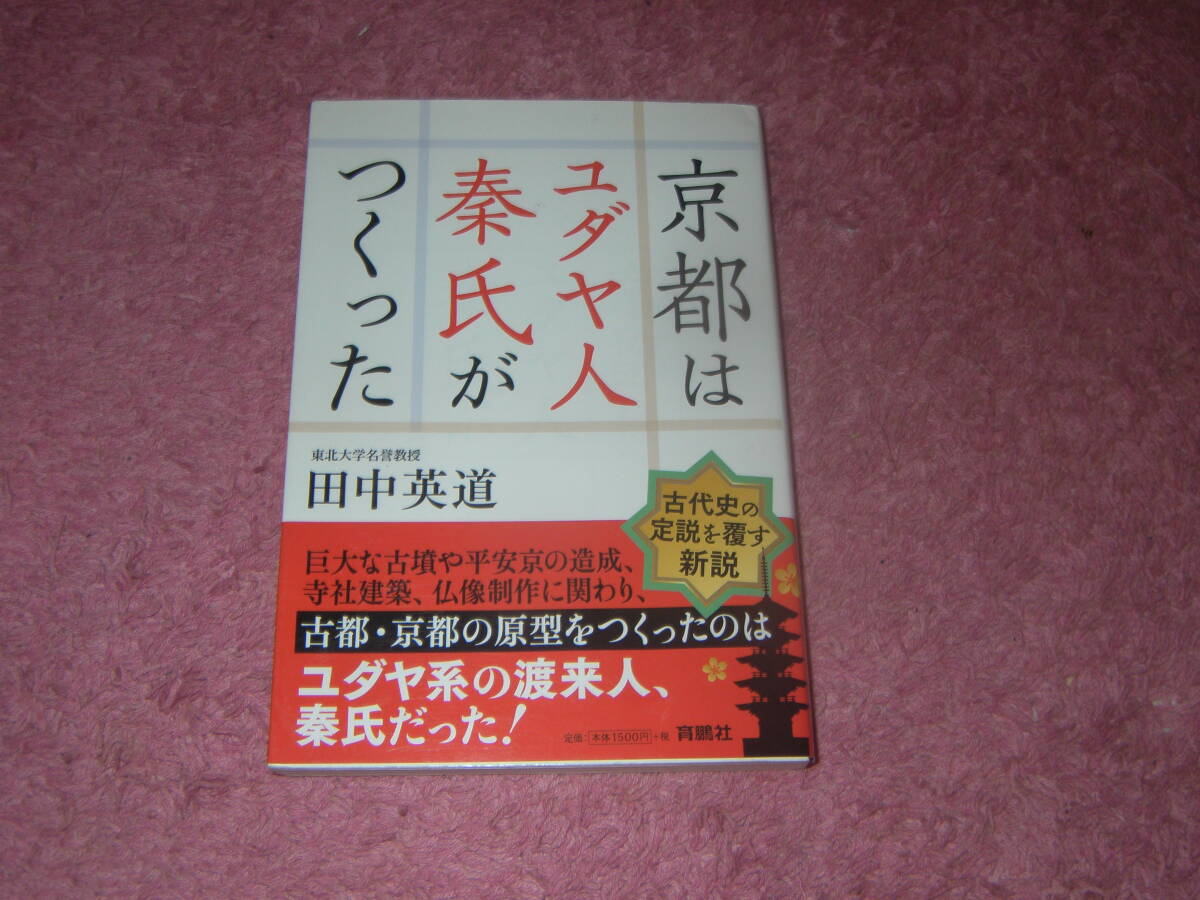 京都は
ユダヤ人
秦氏が
つくった
東北大学名誉教授
田中英道
古代史の
定説を覆す
新説
巨大な古墳や平安京の造成、
寺社建築、仏像制作に関わり、
古都・京都の原型をつくったのは
ユダヤ系の渡来人、
秦氏だった!
定価:本体1500円+税 育鵬社